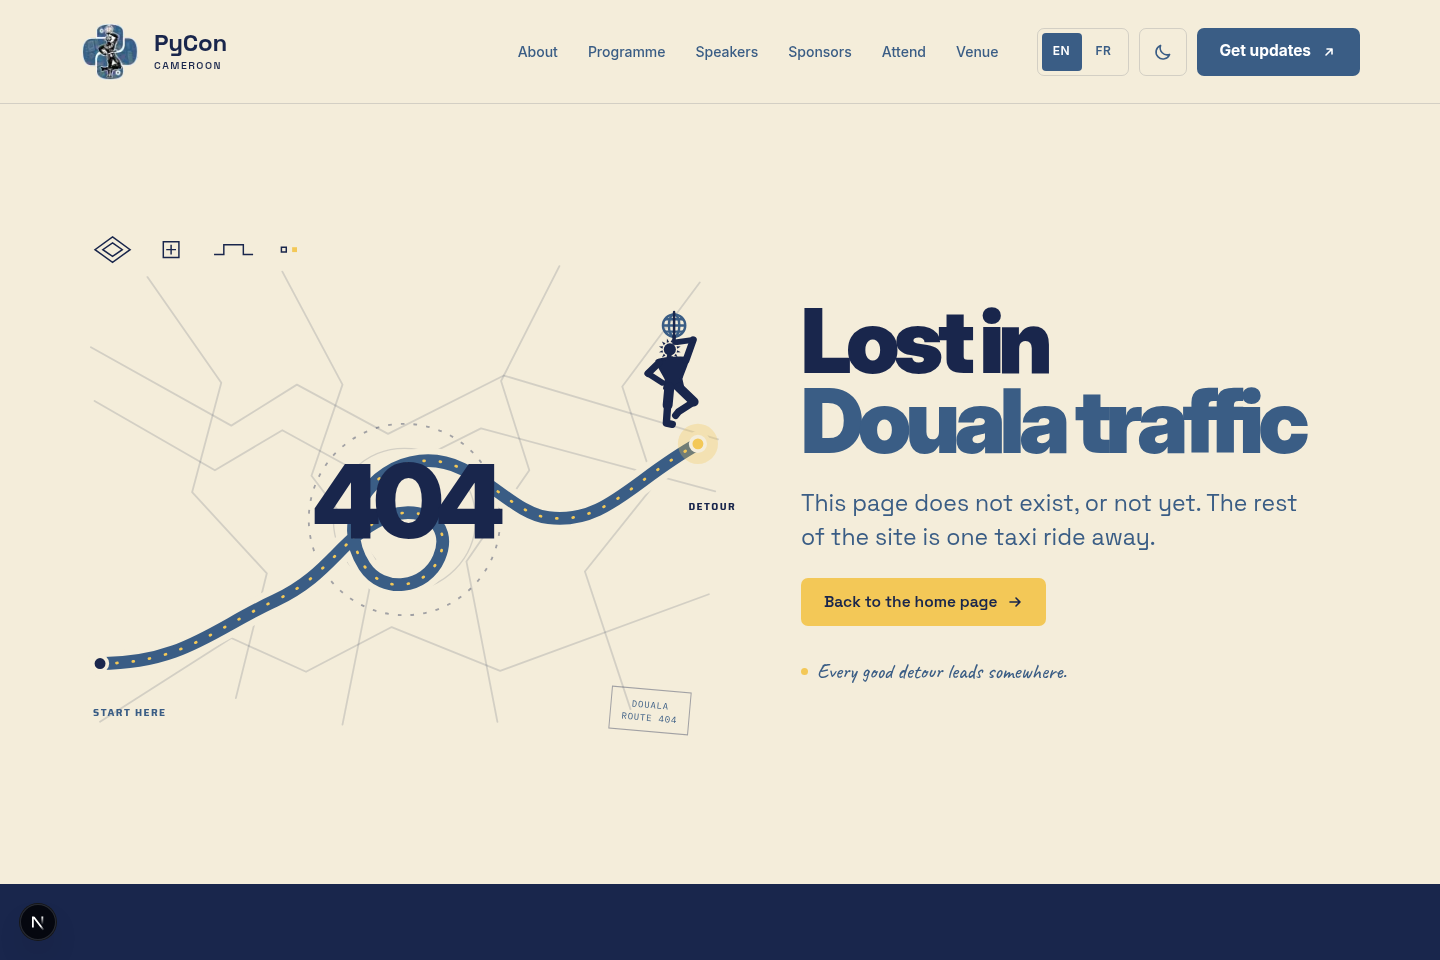 PyCon
CAMEROON
About
Programme
Speakers
Sponsors
Attend
Venue
EN
FR
Get updates
404
DETOUR
START HERE
DOUALA
ROUTE 404
Lost in
Douala traffic
This page does not exist, or not yet. The rest
of the site is one taxi ride away.
Back to the home page
Every good detour leads somewhere.
N